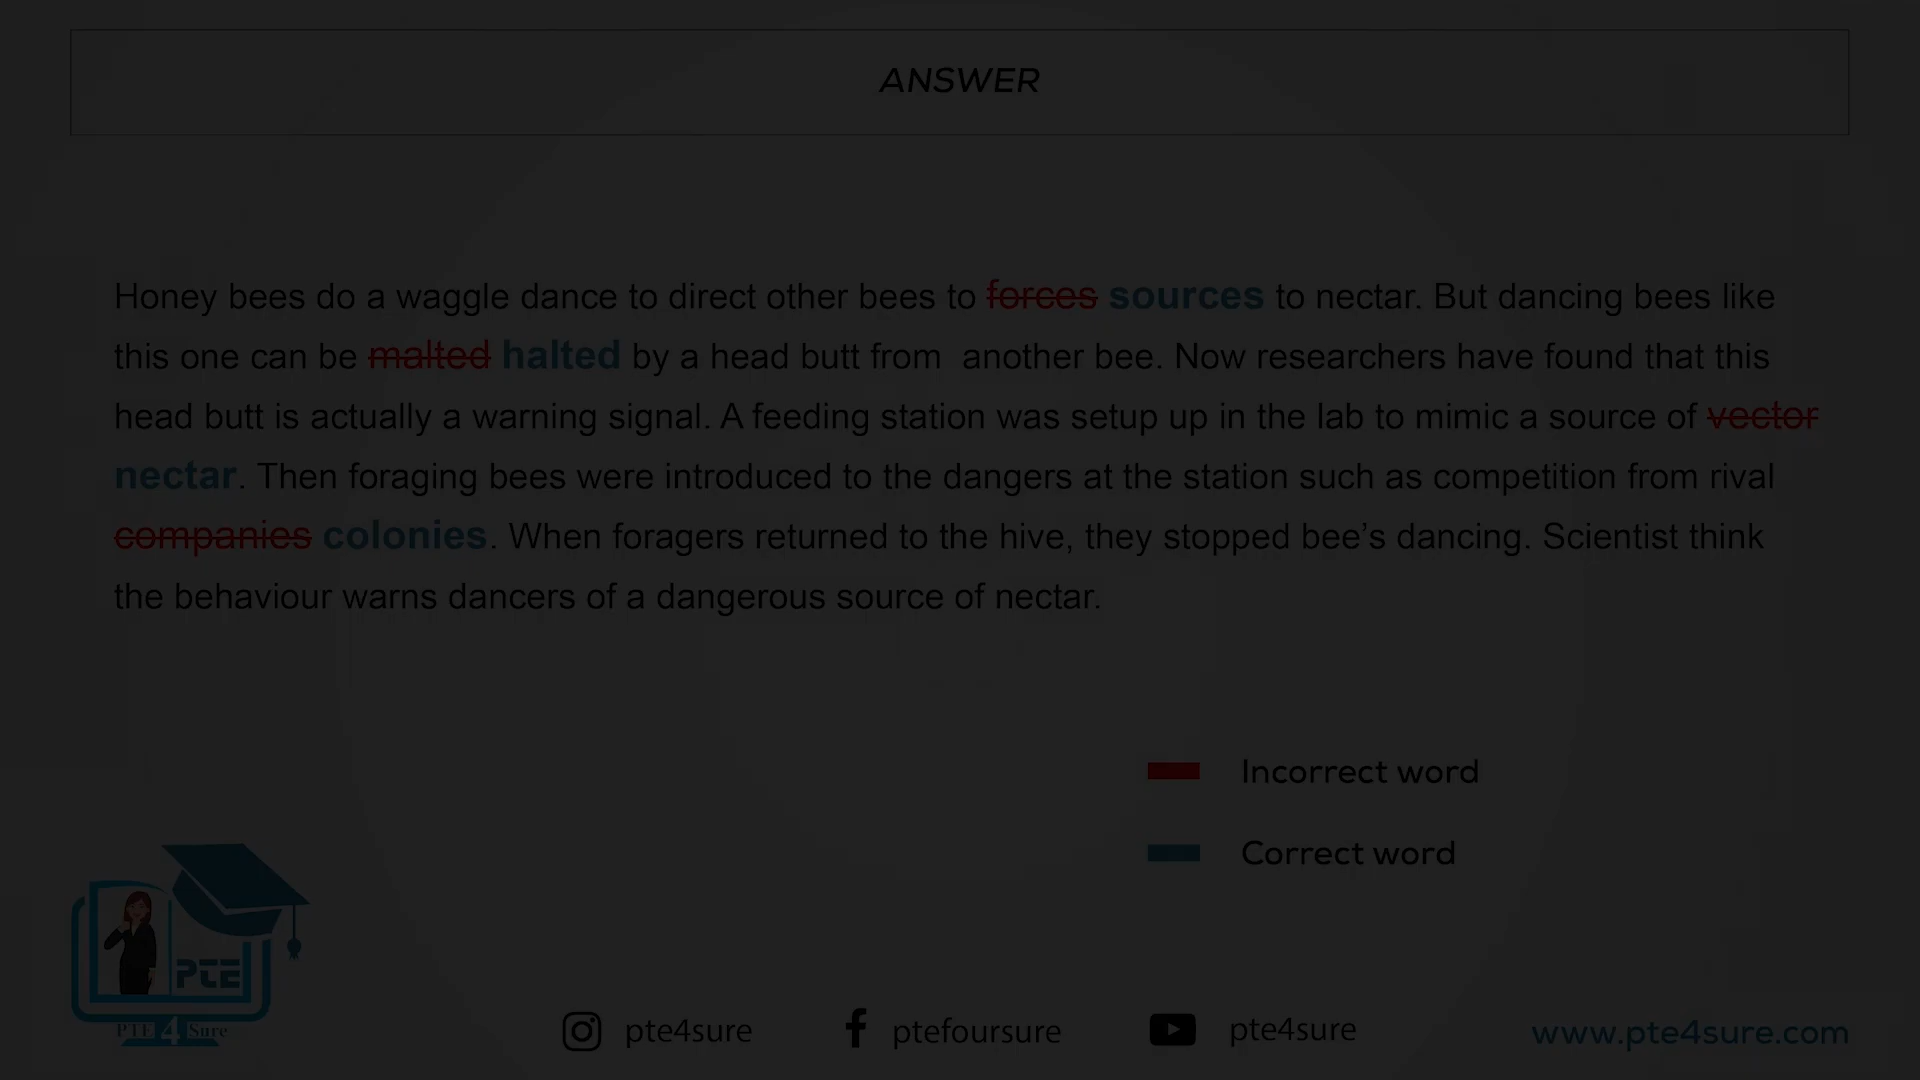 ANSWER
Honey bees do a waggle dance to direct other bees to forces sources to nectar. But dancing bees like
this one can be malted halted by a head butt from another bee. Now researchers have found that this
head butt is actually a warning signal. A feeding station was setup up in the lab to mimic a source of vector
nectar. Then foraging bees were introduced to the dangers at the station such as competition from rival
companies colonies. When foragers returned to the hive, they stopped bee’s dancing. Scientist think
the behaviour warns dancers of a dangerous source of nectar.
Incorrect word
Correct word
PTE
PTE 4 Sure
pte4sure
ptefoursure
pte4sure
www.pte4sure.com